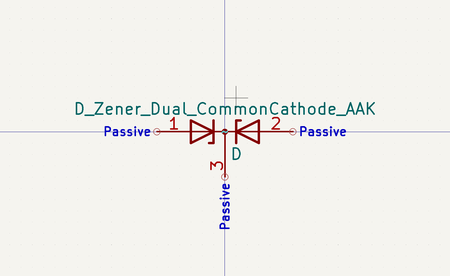 D_Zener_Dual_CommonCathode_AAK
Passive 1 2 Passive
D
3
Passive